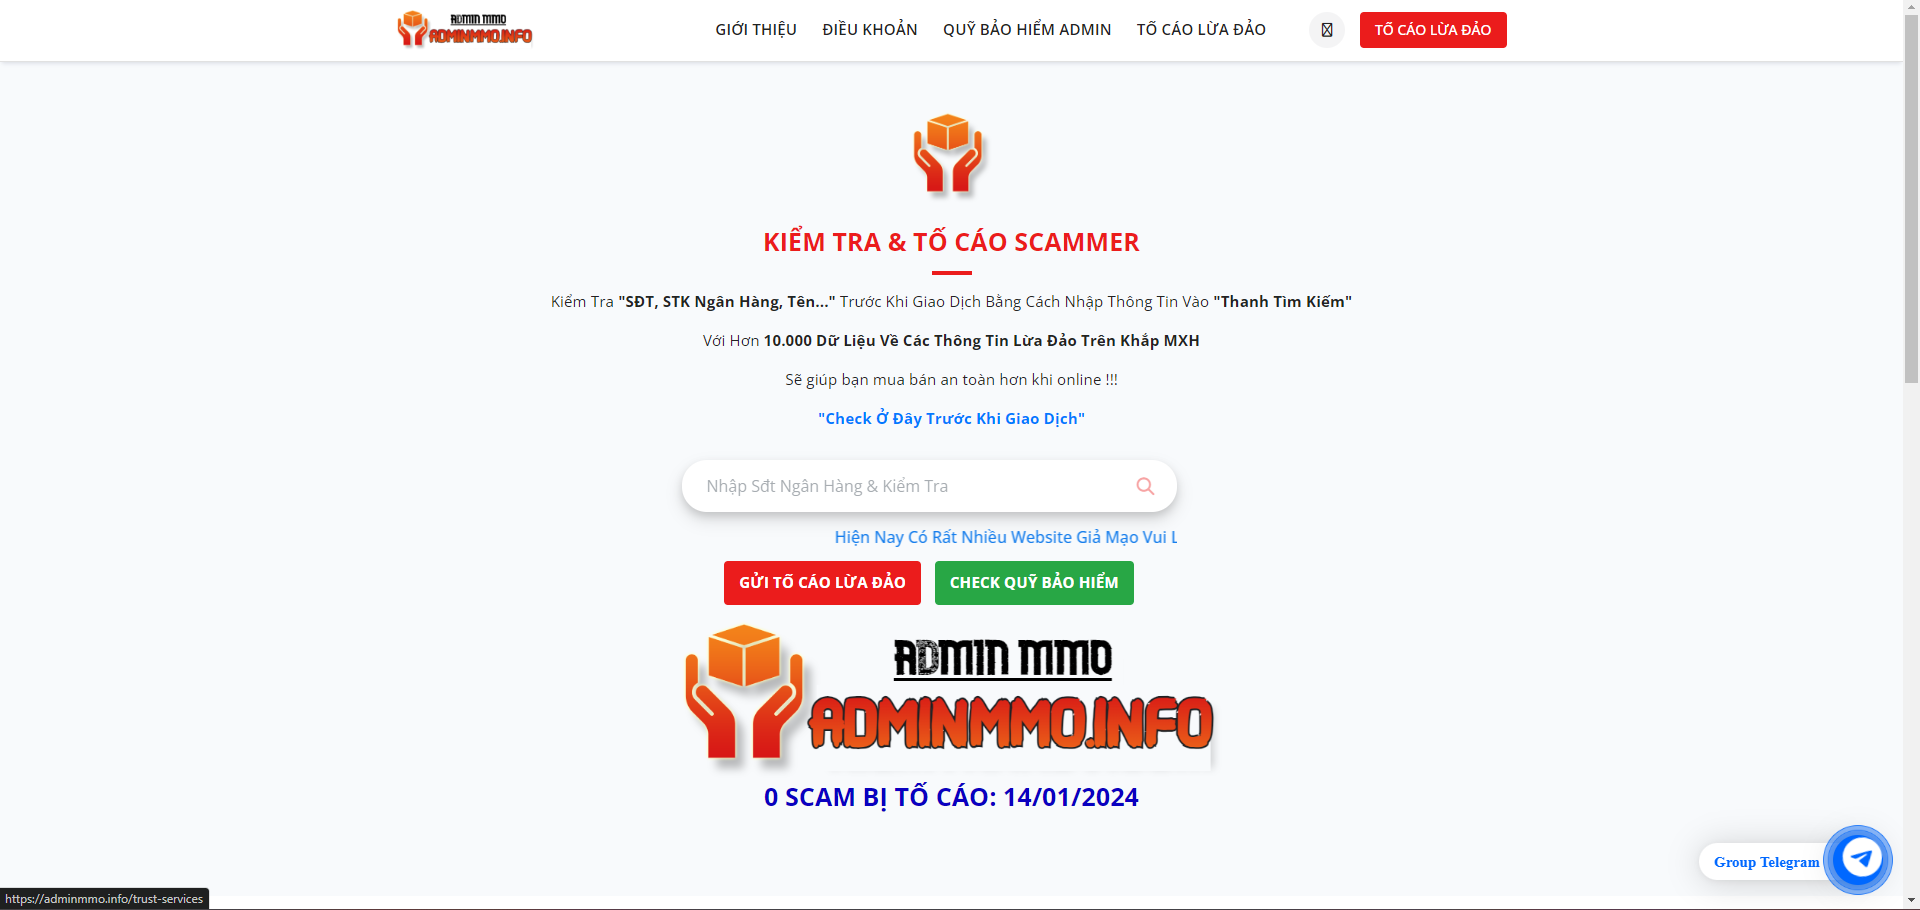 ADMIN MMO
ADMINMMO.INFO
GIỚI THIỆU
ĐIỀU KHOẢN
QUỸ BẢO HIỂM ADMIN
TỐ CÁO LỪA ĐẢO
TỐ CÁO LỪA ĐẢO
KIỂM TRA & TỐ CÁO SCAMMER
Kiểm Tra "SĐT, STK Ngân Hàng, Tên..." Trước Khi Giao Dịch Bằng Cách Nhập Thông Tin Vào "Thanh Tìm Kiếm"
Với Hơn 10.000 Dữ Liệu Về Các Thông Tin Lừa Đảo Trên Khắp MXH
Sẽ giúp bạn mua bán an toàn hơn khi online !!!
"Check Ở Đây Trước Khi Giao Dịch"
Nhập Sđt Ngân Hàng & Kiểm Tra
Hiện Nay Có Rất Nhiều Website Giả Mạo Vui L
GỬI TỐ CÁO LỪA ĐẢO
CHECK QUỸ BẢO HIỂM
ADMIN MMO
ADMINMMO.INFO
0 SCAM BỊ TỐ CÁO: 14/01/2024
Group Telegram
https://adminmmo.info/trust-services